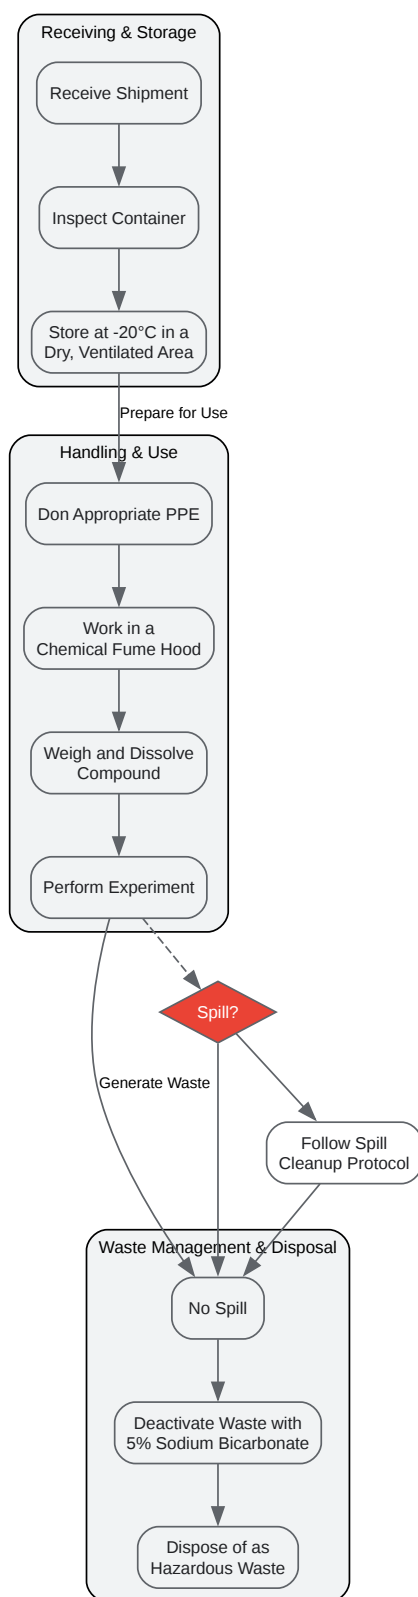 Receiving & Storage
Receive Shipment
Inspect Container
Store at -20°C in a
Dry, Ventilated Area
Prepare for Use
Handling & Use
Don Appropriate PPE
Work in a
Chemical Fume Hood
Weigh and Dissolve
Compound
Perform Experiment
Spill?
Generate Waste
Follow Spill
Cleanup Protocol
Waste Management & Disposal
No Spill
Deactivate Waste with
5% Sodium Bicarbonate
Dispose of as
Hazardous Waste